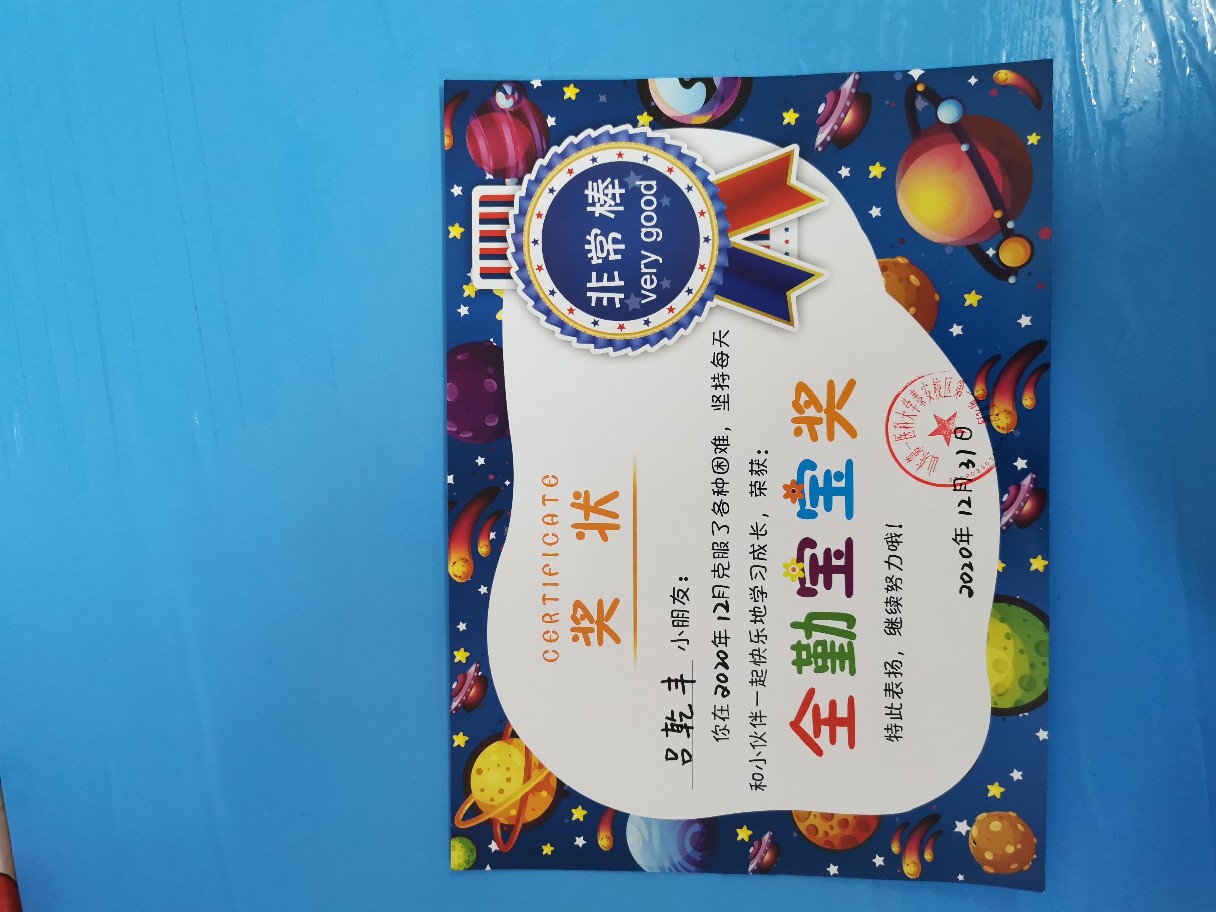 CERTIFICATE
奖 状
非常棒
very good
吕乾丰 小朋友：
你在2020年12月克服了各种困难，坚持每天
和小伙伴一起快乐地学习成长，荣获：
全勤宝宝奖
特此表扬，继续努力哦！
2020年12月31日